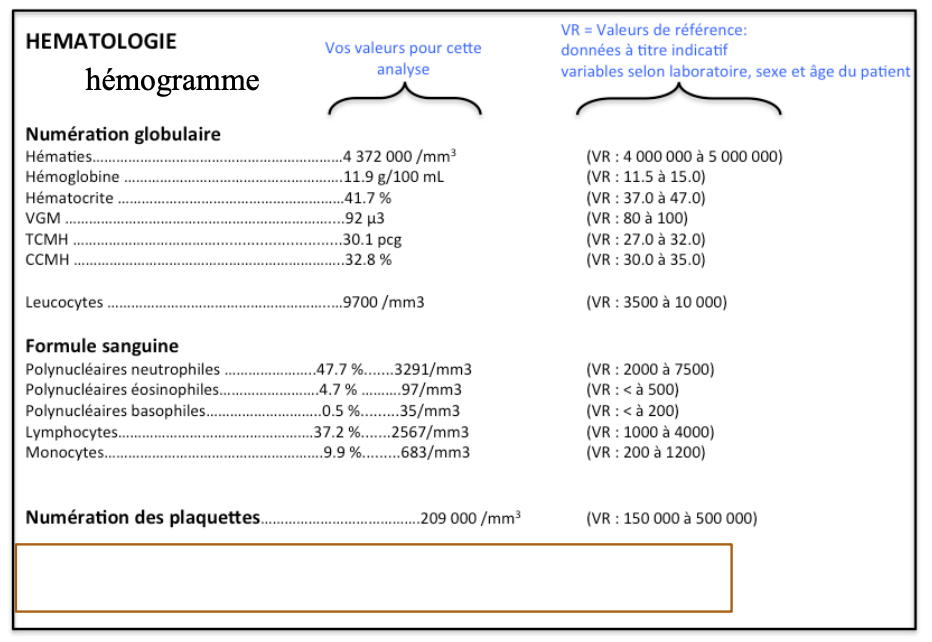 HEMATOLOGIE
hémogramme
Vos valeurs pour cette
analyse
VR = Valeurs de référence:
données à titre indicatif
variables selon laboratoire, sexe et âge du patient
Numération globulaire
Hématies.......................................................4 372 000 /mm³ (VR : 4 000 000 à 5 000 000)
Hémoglobine ................................................11.9 g/100 mL (VR : 11.5 à 15.0)
Hématocrite .................................................41.7 % (VR : 37.0 à 47.0)
VGM .............................................................92 µ3 (VR : 80 à 100)
TCMH ...........................................................30.1 pcg (VR : 27.0 à 32.0)
CCMH ...........................................................32.8 % (VR : 30.0 à 35.0)
Leucocytes ...................................................9700 /mm3 (VR : 3500 à 10 000)
Formule sanguine
Polynucléaires neutrophiles .....................47.7 %.......3291/mm3 (VR : 2000 à 7500)
Polynucléaires éosinophiles......................4.7 % .........97/mm3 (VR : < à 500)
Polynucléaires basophiles.........................0.5 %.........35/mm3 (VR : < à 200)
Lymphocytes...........................................37.2 %.......2567/mm3 (VR : 1000 à 4000)
Monocytes...............................................9.9 %.........683/mm3 (VR : 200 à 1200)
Numération des plaquettes...................................209 000 /mm³ (VR : 150 000 à 500 000)